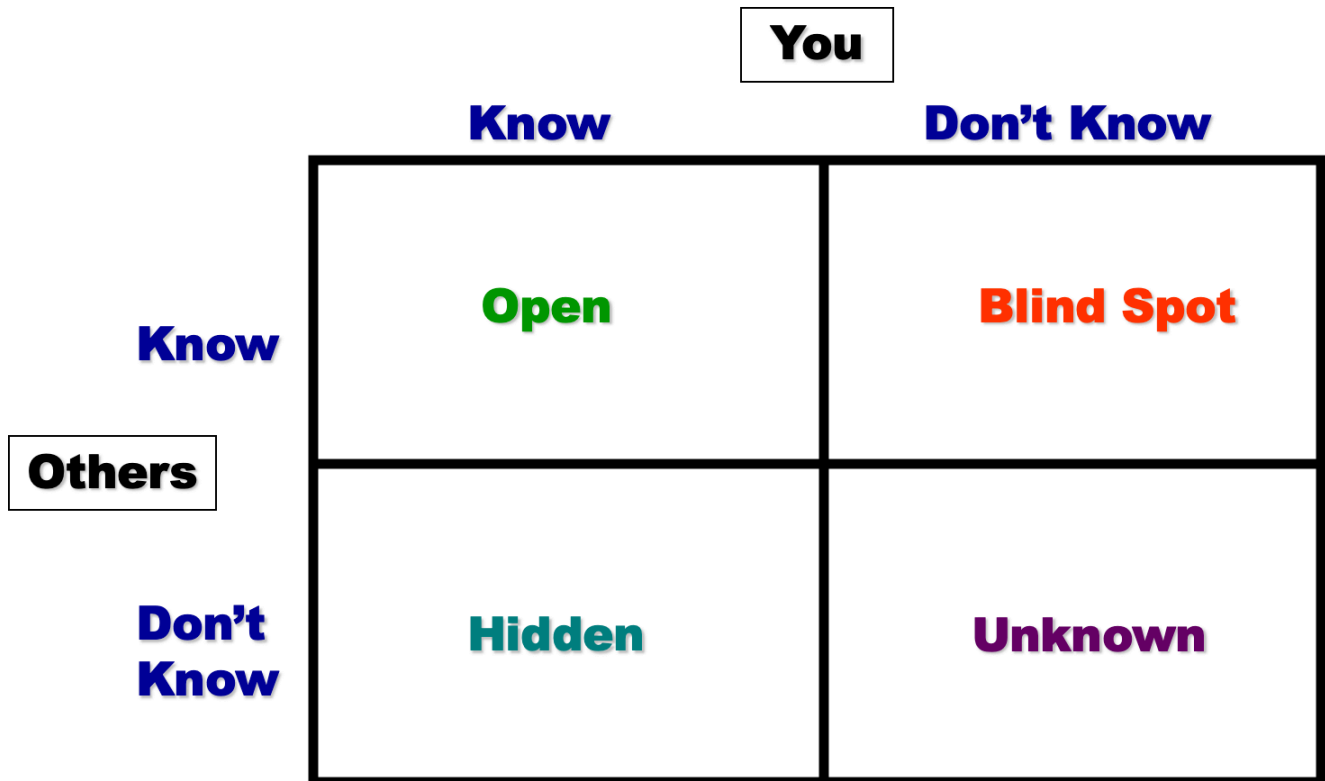 You
Know Don’t Know
Open Blind Spot
Know
Others
Don’t
Know
Hidden Unknown